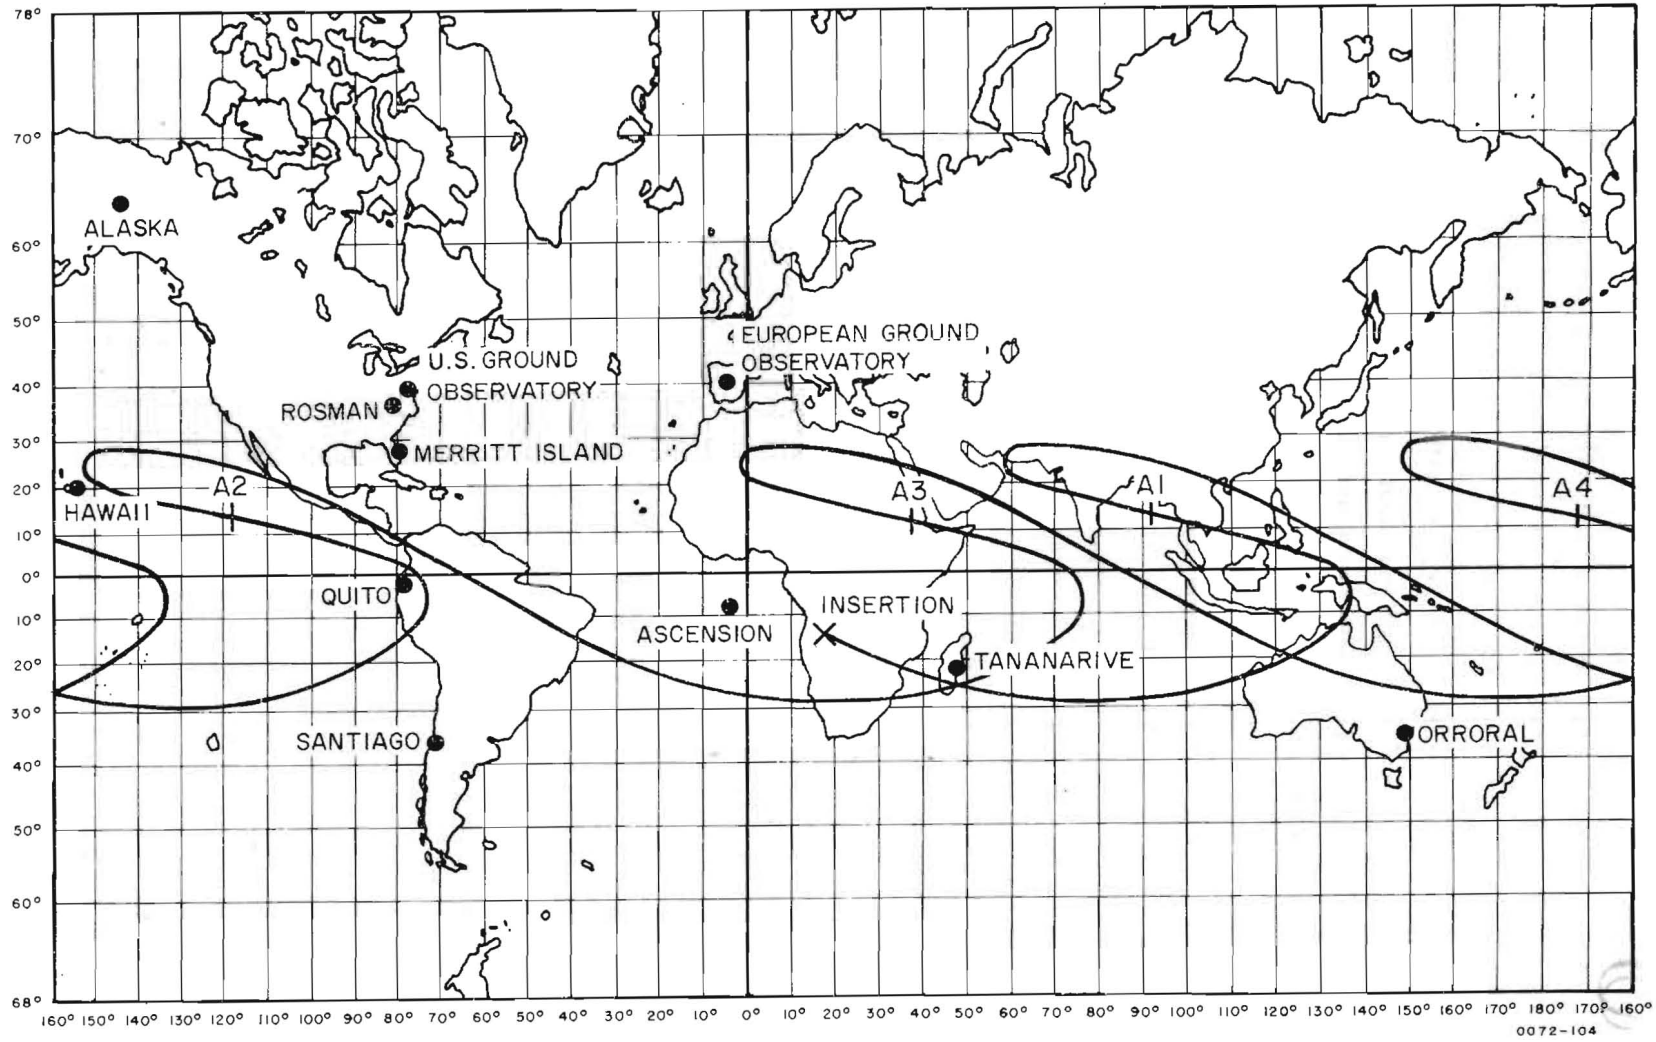 78°
70°
ALASKA
60°
50°
EUROPEAN GROUND
OBSERVATORY
U.S. GROUND
OBSERVATORY
40°
ROSMAN
30°
MERRITT ISLAND
A2
A3
A1
A4
20°
HAWAII
10°
0°
QUITO
INSERTION
10°
ASCENSION
20°
TANANARIVE
30°
SANTIAGO
ORRORAL
40°
50°
60°
68°
160° 150° 140° 130° 120° 110° 100° 90° 80° 70° 60° 50° 40° 30° 20° 10° 0° 10° 20° 30° 40° 50° 60° 70° 80° 90° 100° 110° 120° 130° 140° 150° 160° 170° 180° 170° 160°
0072-104